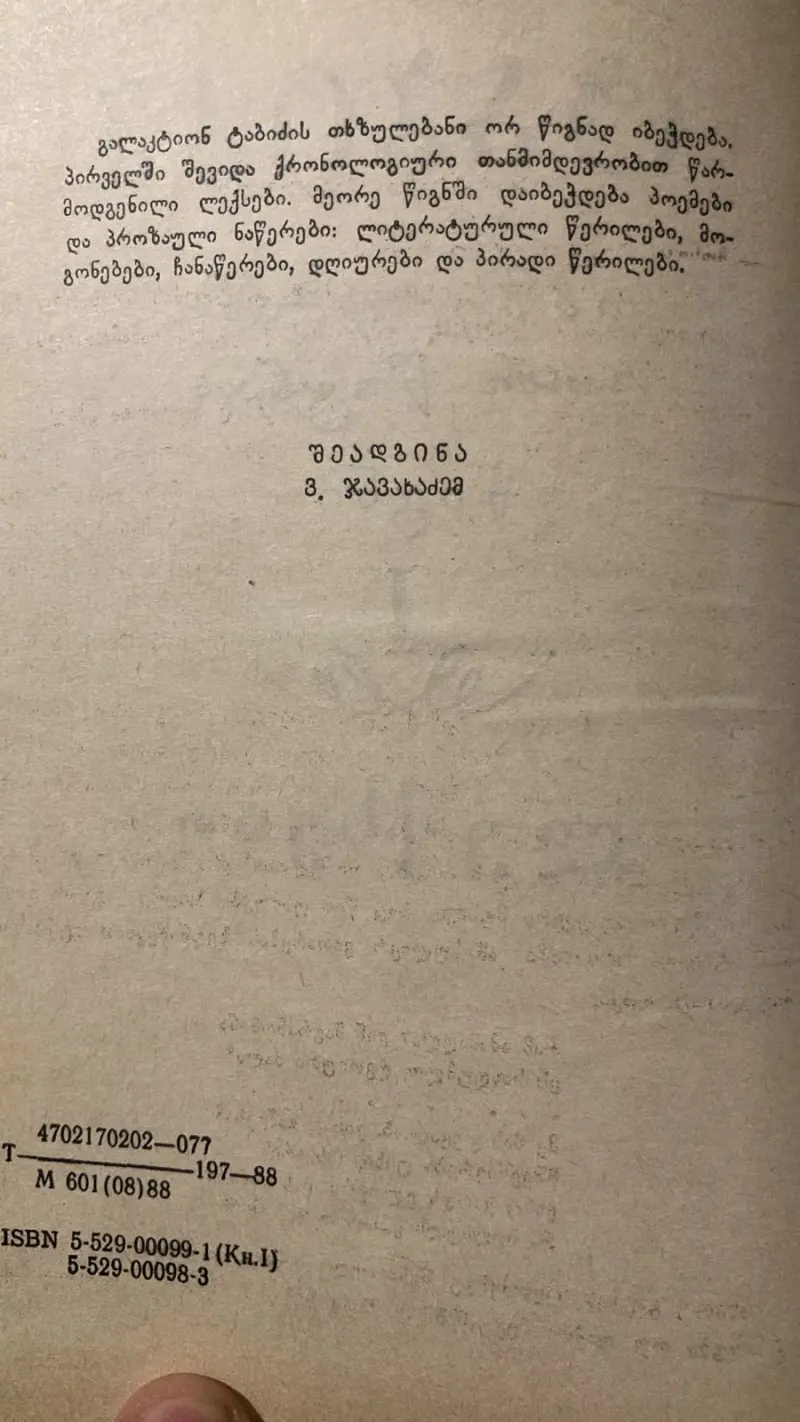 გალაკტიონ ტაბიძის თხზულებანი ორ წიგნად იბეჭდება.
პირველში შევიდა ქრონოლოგიური თანმიმდევრობით წარ-
მოდგენილი ლექსები. მეორე წიგნში დაიბეჭდება პოემები
და პროზაული ნაწერები: ლიტერატურული წერილები, მო-
გონებები, ჩანაწერები, დღიურები და პირადი წერილები.
შეადგინა
ვ. ჯავახაძემ
4702170202—077
Т — 197—88
М 601(08)88
ISBN 5-529-00099-1 (Кн.I)
5-529-00098-3